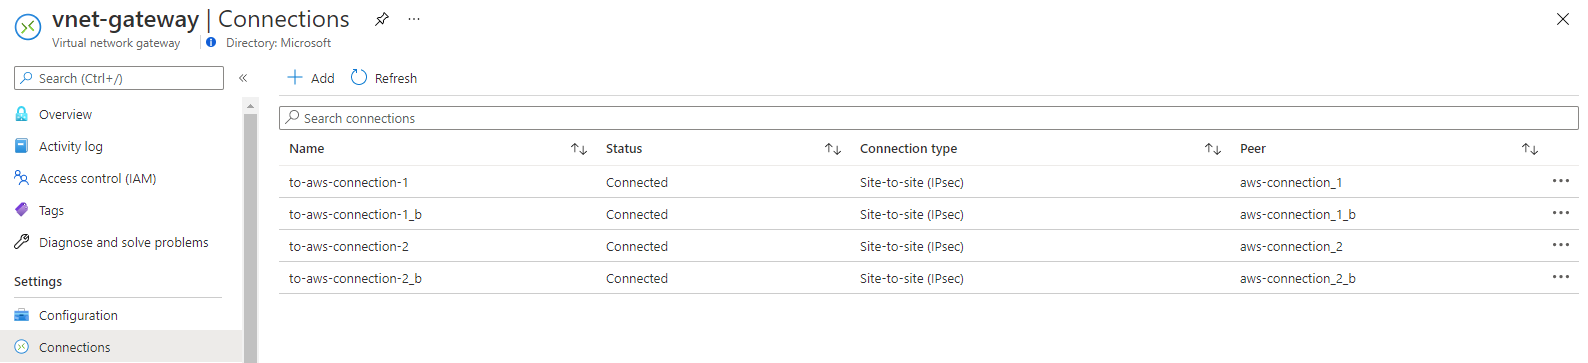 vnet-gateway | Connections
Virtual network gateway
Directory: Microsoft
Search (Ctrl+/)
Overview
Activity log
Access control (IAM)
Tags
Diagnose and solve problems
Settings
Configuration
Connections
Add Refresh
Search connections
Name Status Connection type Peer
to-aws-connection-1 Connected Site-to-site (IPsec) aws-connection_1
to-aws-connection-1_b Connected Site-to-site (IPsec) aws-connection_1_b
to-aws-connection-2 Connected Site-to-site (IPsec) aws-connection_2
to-aws-connection-2_b Connected Site-to-site (IPsec) aws-connection_2_b